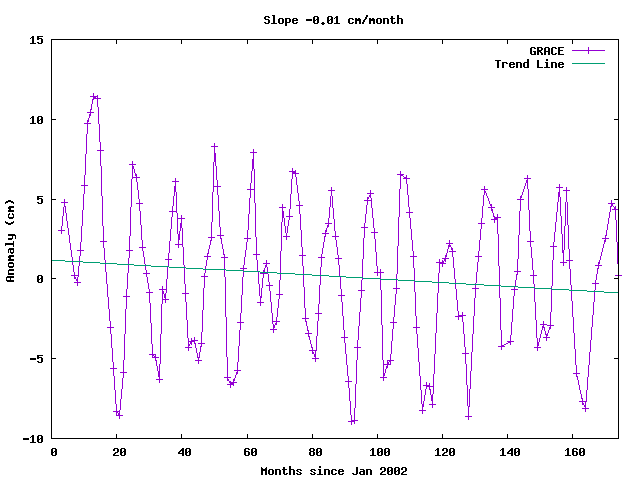 Slope -0.01 cm/month
GRACE
Trend Line
Anomaly (cm)
15
10
5
0
-5
-10
0 20 40 60 80 100 120 140 160
Months since Jan 2002